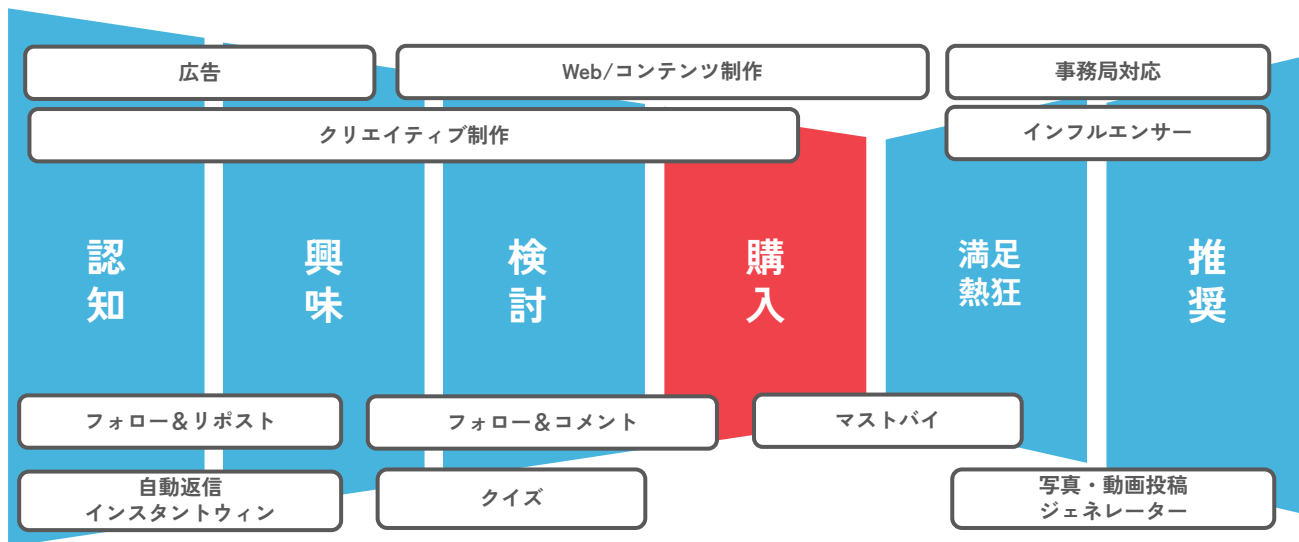 広告
Web/コンテンツ制作
事務局対応
クリエイティブ制作
インフルエンサー
認知
興味
検討
購入
満足
熱狂
推奨
フォロー&リポスト
フォロー&コメント
マストバイ
自動返信
インスタントウィン
クイズ
写真・動画投稿
ジェネレーター